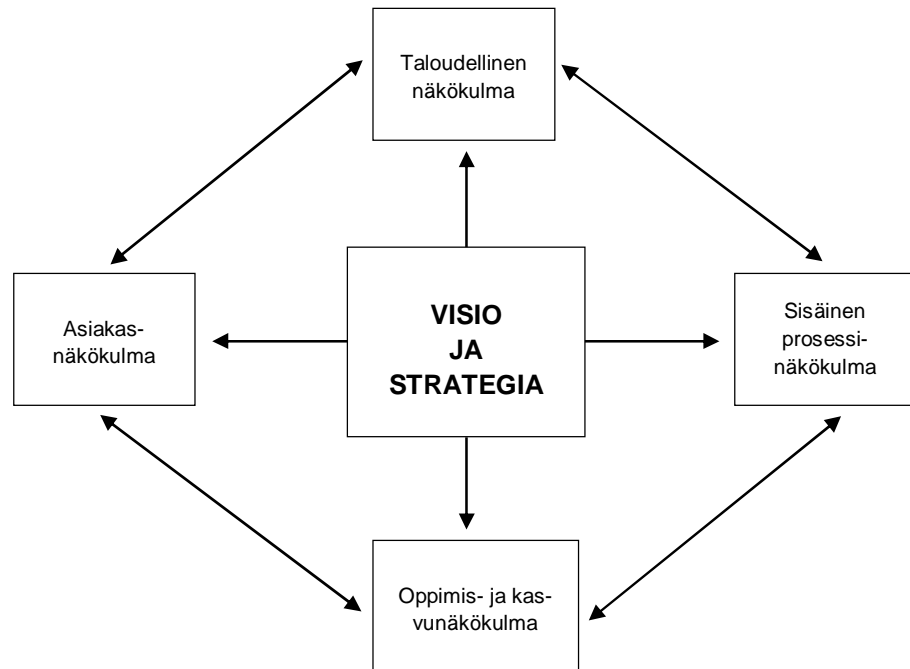 Taloudellinen
näkökulma
Asiakas-
näkökulma
VISIO
JA
STRATEGIA
Sisäinen
prosessi-
näkökulma
Oppimis- ja kas-
vunäkökulma